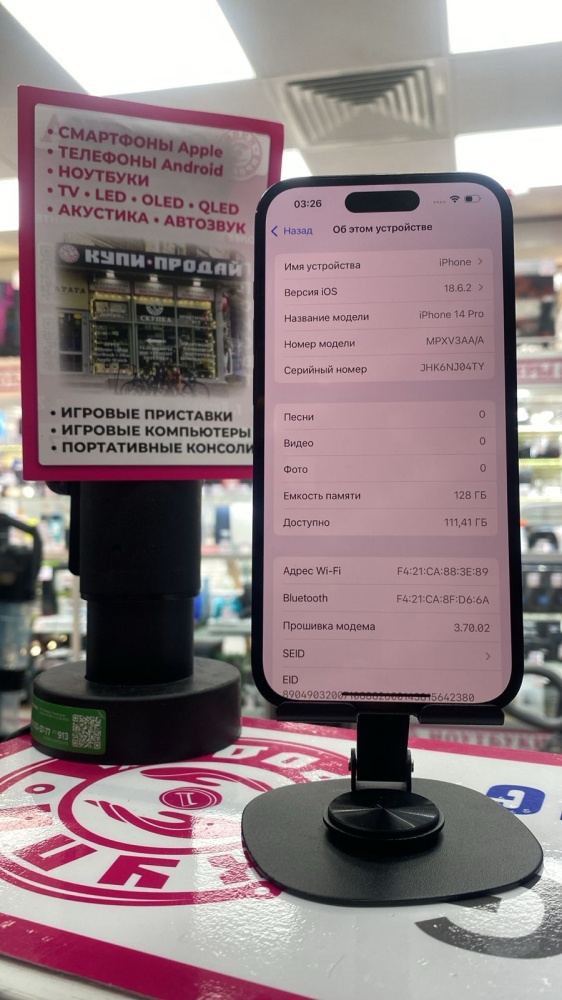 • СМАРТФОНЫ Apple
• ТЕЛЕФОНЫ Android
• НОУТБУКИ
• TV • LED • OLED • QLED
• АКУСТИКА • АВТОЗВУК
КУПИ•ПРОДАЙ
СКУПКА
• ИГРОВЫЕ ПРИСТАВКИ
• ИГРОВЫЕ КОМПЬЮТЕРЫ
• ПОРТАТИВНЫЕ КОНСОЛИ
03:26
Назад Об этом устройстве
Имя устройства iPhone
Версия iOS 18.6.2
Название модели iPhone 14 Pro
Номер модели MPXV3AA/A
Серийный номер JHK6NJ04TY
Песни 0
Видео 0
Фото 0
Емкость памяти 128 ГБ
Доступно 111,41 ГБ
Адрес Wi-Fi F4:21:CA:88:3E:89
Bluetooth F4:21:CA:8F:D6:6A
Прошивка модема 3.70.02
SEID
EID
913